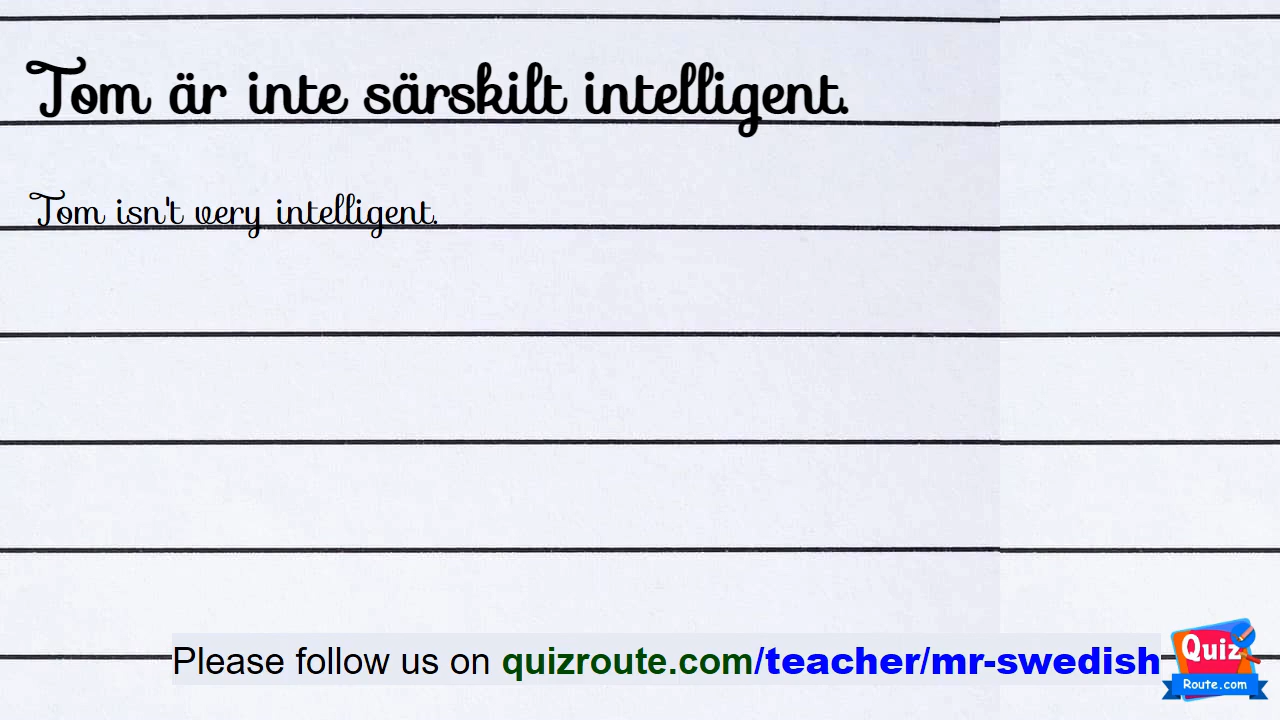 Tom är inte särskilt intelligent.
Tom isn't very intelligent.
Please follow us on quizroute.com/teacher/mr-swedish
Quiz
Route.com